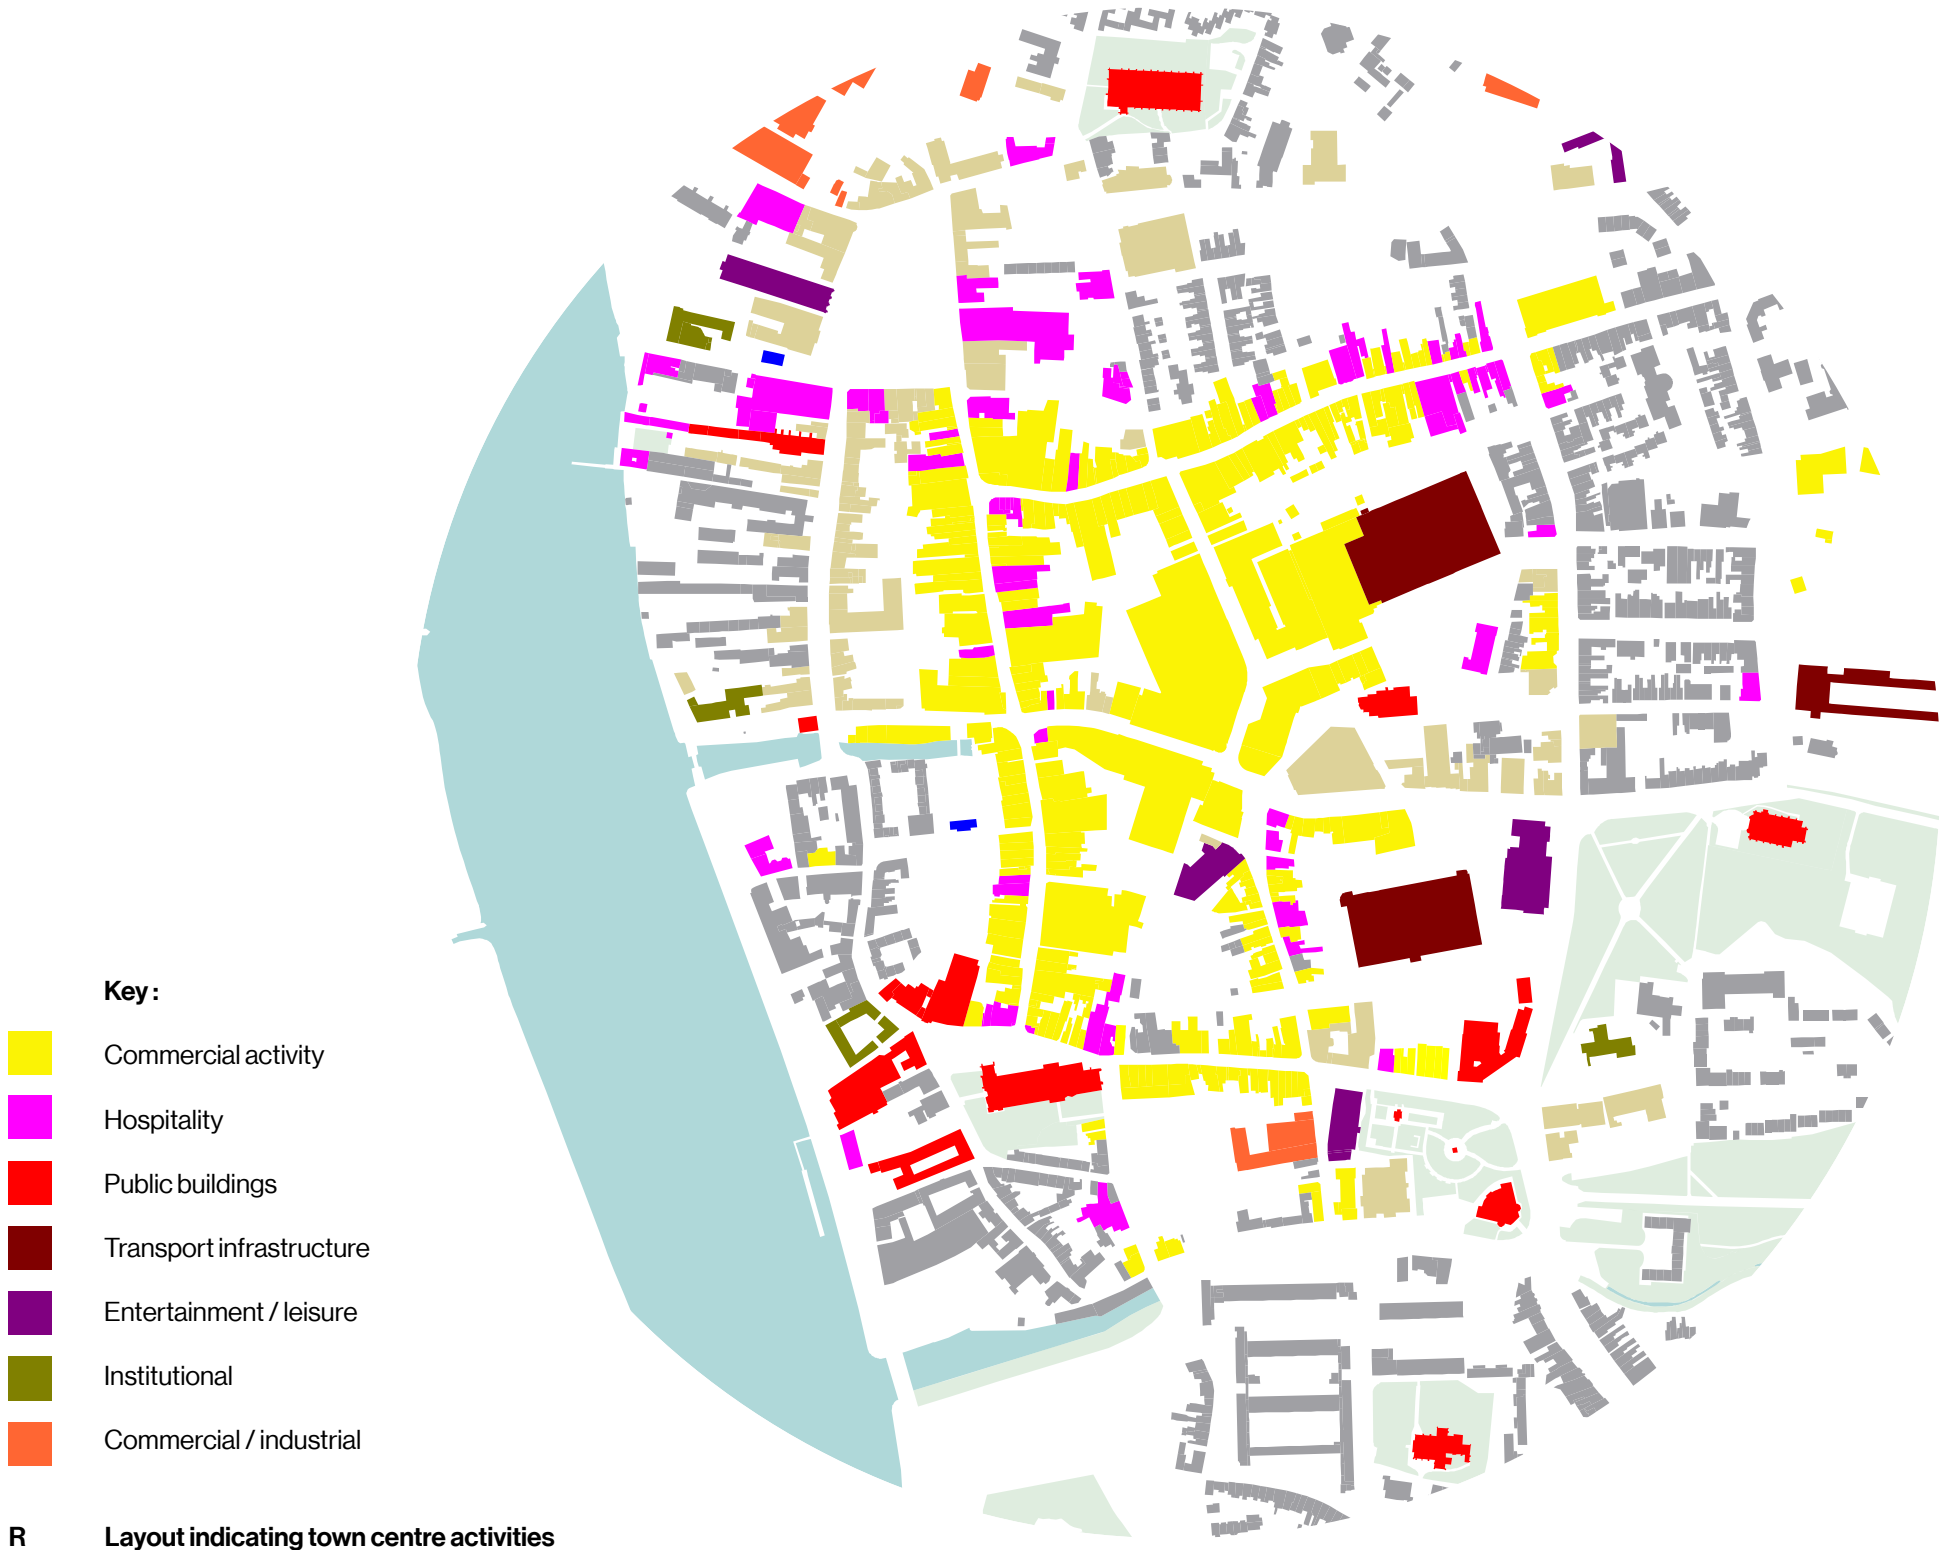 Key :
Commercial activity
Hospitality
Public buildings
Transport infrastructure
Entertainment / leisure
Institutional
Commercial / industrial
R Layout indicating town centre activities